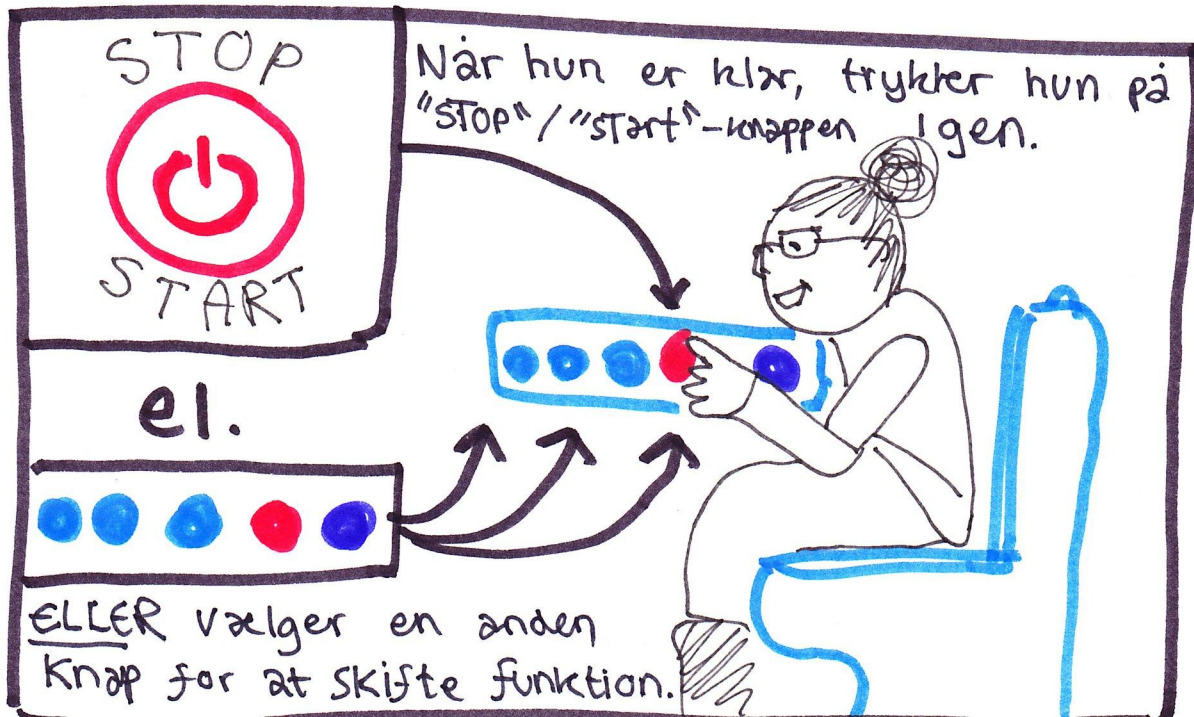 STOP
START
Når hun er klar, trykker hun på
"STOP"/"START"-knappen igen.
el.
ELLER vælger en anden
knap for at skifte funktion.